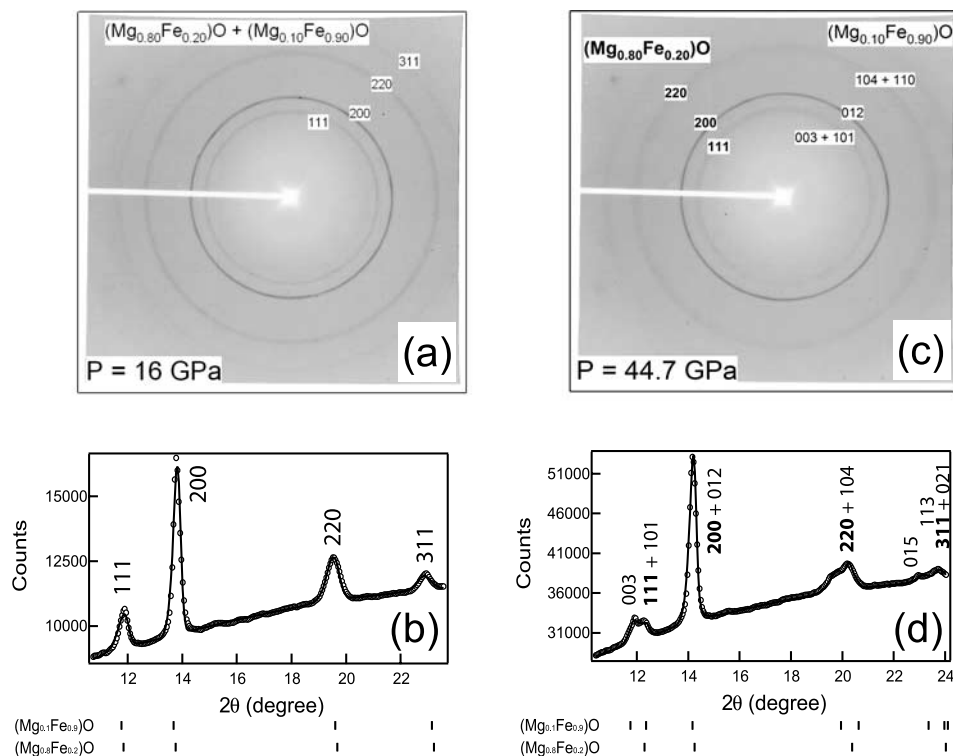 (Mg0.80Fe0.20)O + (Mg0.10Fe0.90)O
311
220
200
111
(a)
P = 16 GPa
(Mg0.10Fe0.90)O
(Mg0.80Fe0.20)O
104 + 110
220
012
200
003 + 101
111
(c)
P = 44.7 GPa
15000
12500
10000
Counts
111
200
220
311
(b)
12 14 16 18 20 22
2θ (degree)
(Mg0.1Fe0.9)O
(Mg0.8Fe0.2)O
51000
46000
41000
36000
31000
Counts
003
111 + 101
200 + 012
220 + 104
015
113
311 + 021
(d)
12 14 16 18 20 22 24
2θ (degree)
(Mg0.1Fe0.9)O
(Mg0.8Fe0.2)O